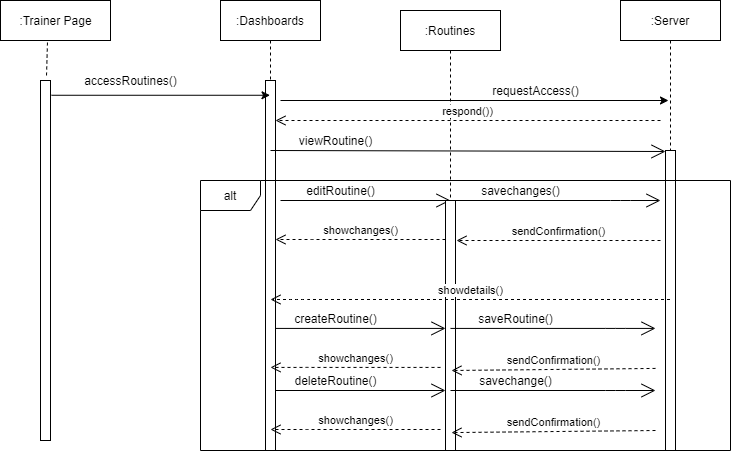 :Trainer Page
:Dashboards
:Routines
:Server
accessRoutines()
requestAccess()
respond())
viewRoutine()
alt
editRoutine()
savechanges()
showchanges()
sendConfirmation()
showdetails()
createRoutine()
saveRoutine()
showchanges()
sendConfirmation()
deleteRoutine()
savechange()
showchanges()
sendConfirmation()